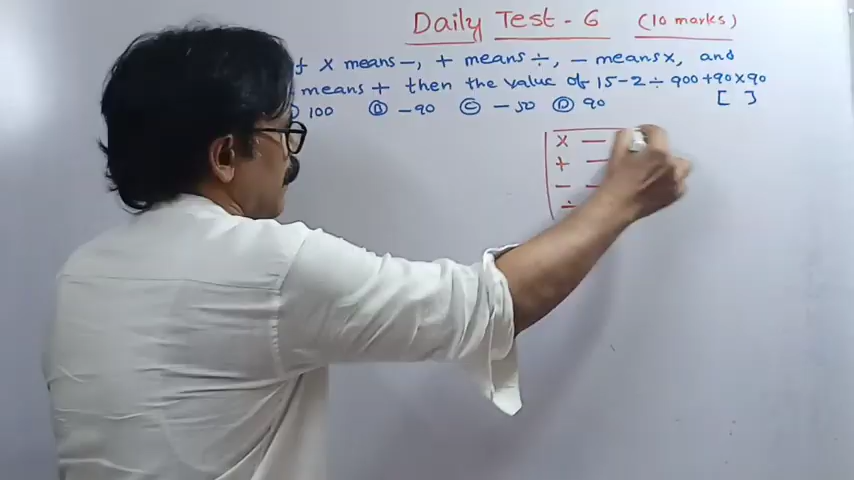 Daily Test - 6 (10 marks)
f × means -, + means ÷, - means ×, and
means + then the value of 15-2÷900+90×90
100 Ⓑ -90 Ⓒ -50 Ⓓ 90 [ ]
× —
+ —
- —
÷